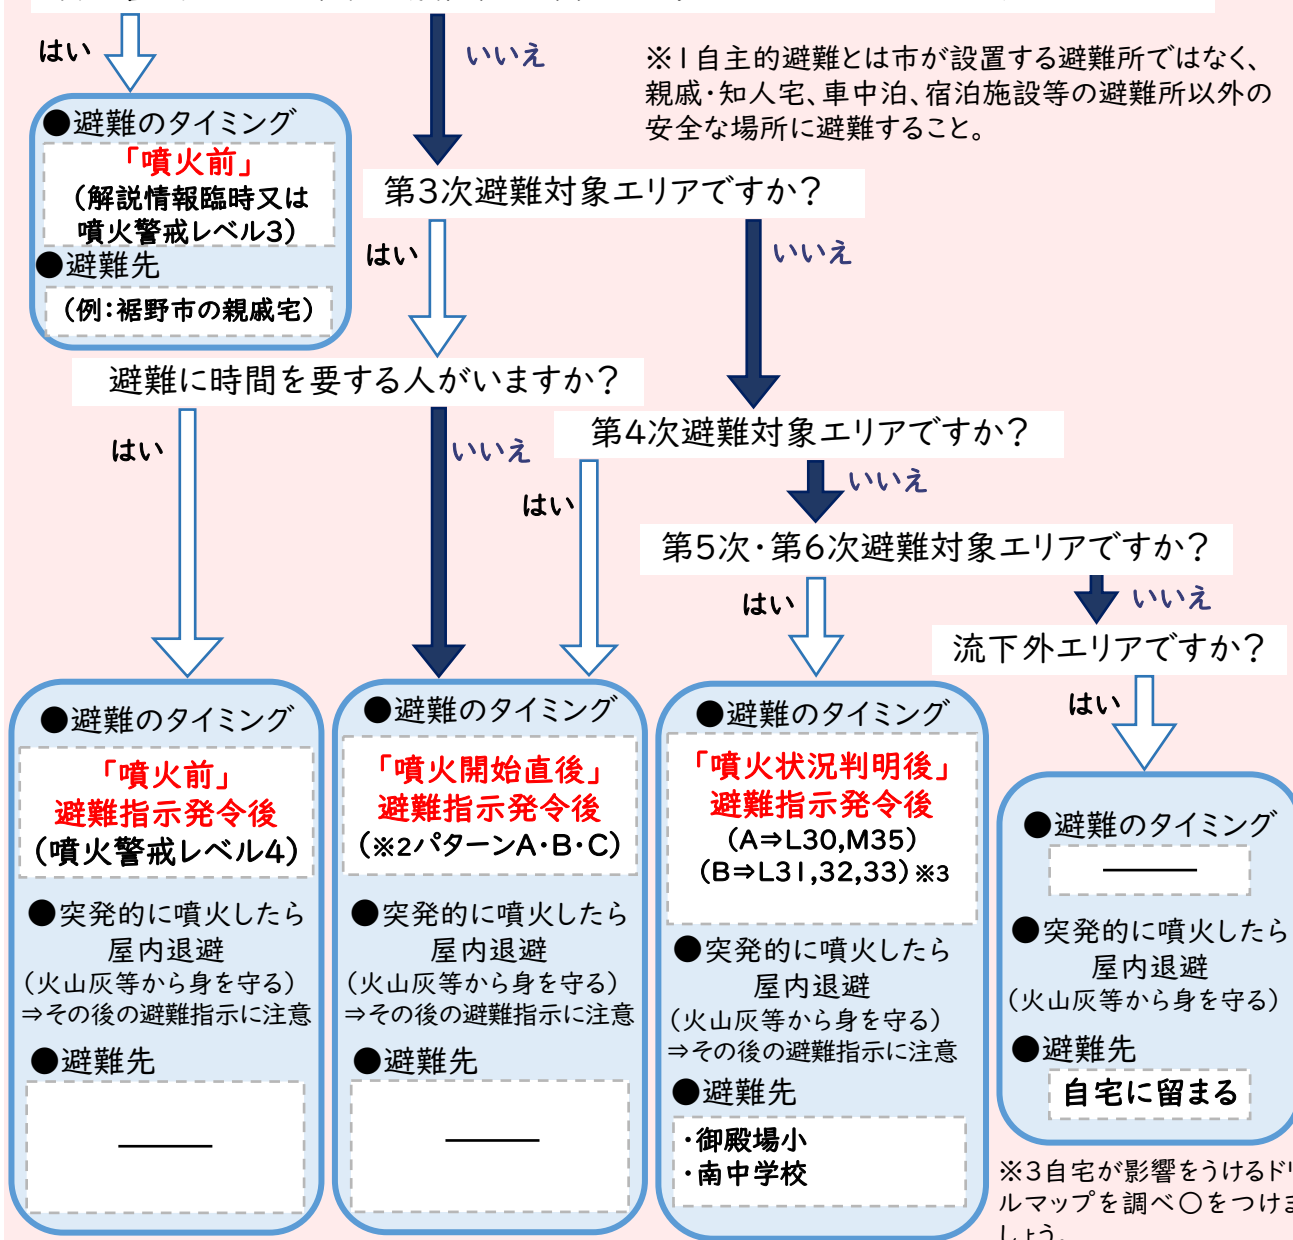 はい
いいえ
※1自主的避難とは市が設置する避難所ではなく、
親戚・知人宅、車中泊、宿泊施設等の避難所以外の
安全な場所に避難すること。
●避難のタイミング
「噴火前」
(解説情報臨時又は
噴火警戒レベル3)
●避難先
(例:裾野市の親戚宅)
第3次避難対象エリアですか?
はい
いいえ
避難に時間を要する人がいますか?
はい
いいえ
第4次避難対象エリアですか?
はい
いいえ
第5次・第6次避難対象エリアですか?
はい
いいえ
流下外エリアですか?
はい
●避難のタイミング
「噴火前」
避難指示発令後
(噴火警戒レベル4)
●突発的に噴火したら
屋内退避
(火山灰等から身を守る)
⇒その後の避難指示に注意
●避難先
●避難のタイミング
「噴火開始直後」
避難指示発令後
(※2パターンA・B・C)
●突発的に噴火したら
屋内退避
(火山灰等から身を守る)
⇒その後の避難指示に注意
●避難先
●避難のタイミング
「噴火状況判明後」
避難指示発令後
(A⇒L30,M35)
(B⇒L31,32,33)※3
●突発的に噴火したら
屋内退避
(火山灰等から身を守る)
⇒その後の避難指示に注意
●避難先
・御殿場小
・南中学校
●避難のタイミング
●突発的に噴火したら
屋内退避
(火山灰等から身を守る)
●避難先
自宅に留まる
※3自宅が影響をうけるドリ
ルマップを調べ〇をつけま
しょう。